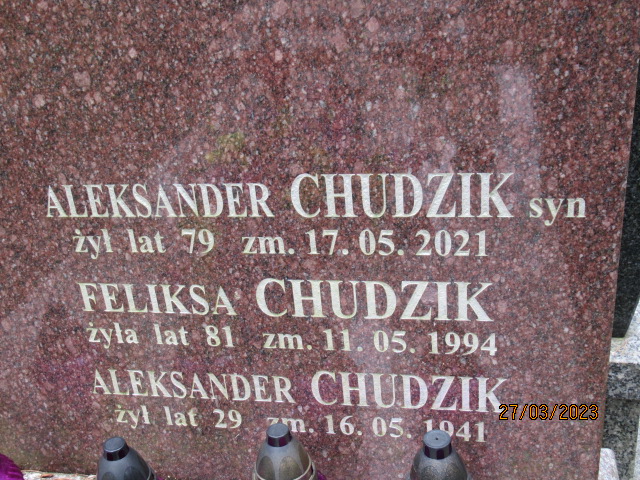 ALEKSANDER CHUDZIK syn
żył lat 79 zm. 17.05.2021
FELIKSA CHUDZIK
żyła lat 81 zm. 11.05.1994
ALEKSANDER CHUDZIK
żył lat 29 zm. 16.05.1941
27/03/2023